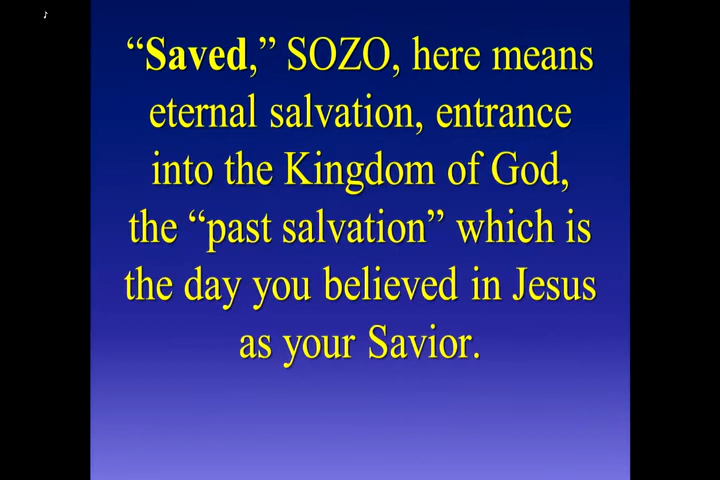 “Saved,” SOZO, here means
eternal salvation, entrance
into the Kingdom of God,
the “past salvation” which is
the day you believed in Jesus
as your Savior.